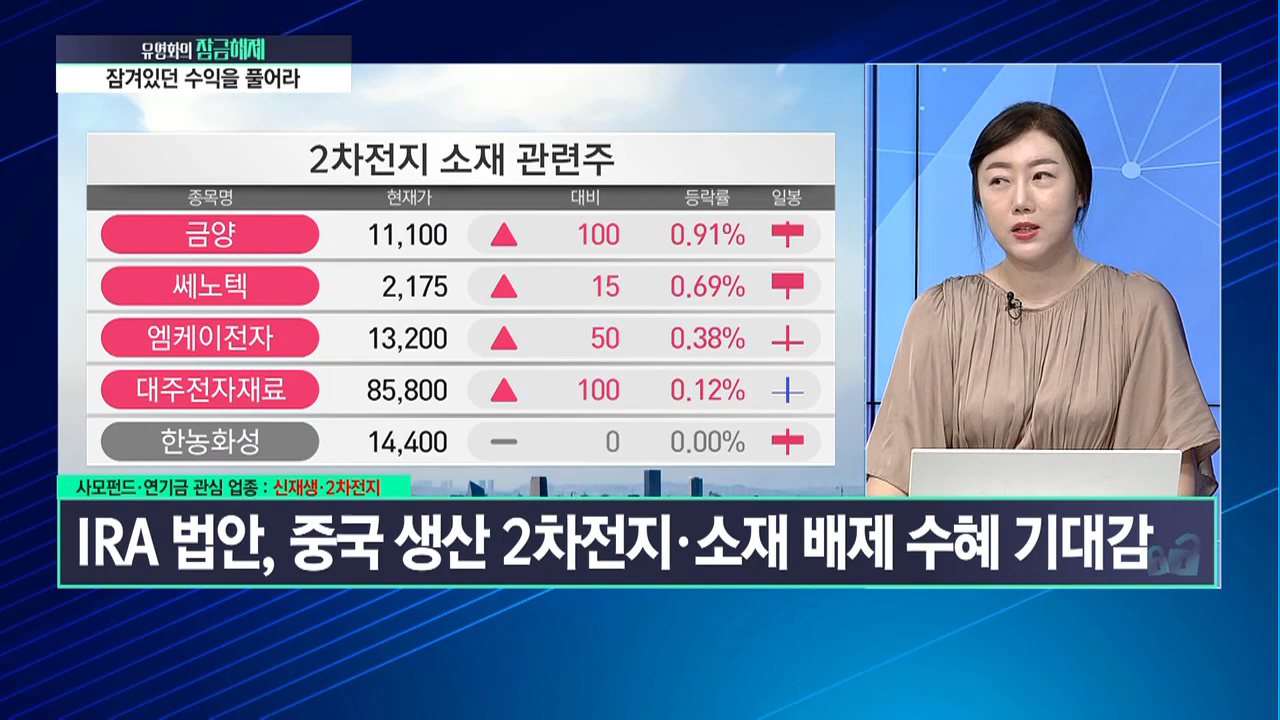 유명화의 잠금해제
잠겨있던 수익을 풀어라
2차전지 소재 관련주
종목명 현재가 대비 등락률 일봉
금양 11,100 ▲ 100 0.91%
쎄노텍 2,175 ▲ 15 0.69%
엠케이전자 13,200 ▲ 50 0.38%
대주전자재료 85,800 ▲ 100 0.12%
한농화성 14,400 – 0 0.00%
사모펀드·연기금 관심 업종 : 신재생·2차전지
IRA 법안, 중국 생산 2차전지·소재 배제 수혜 기대감